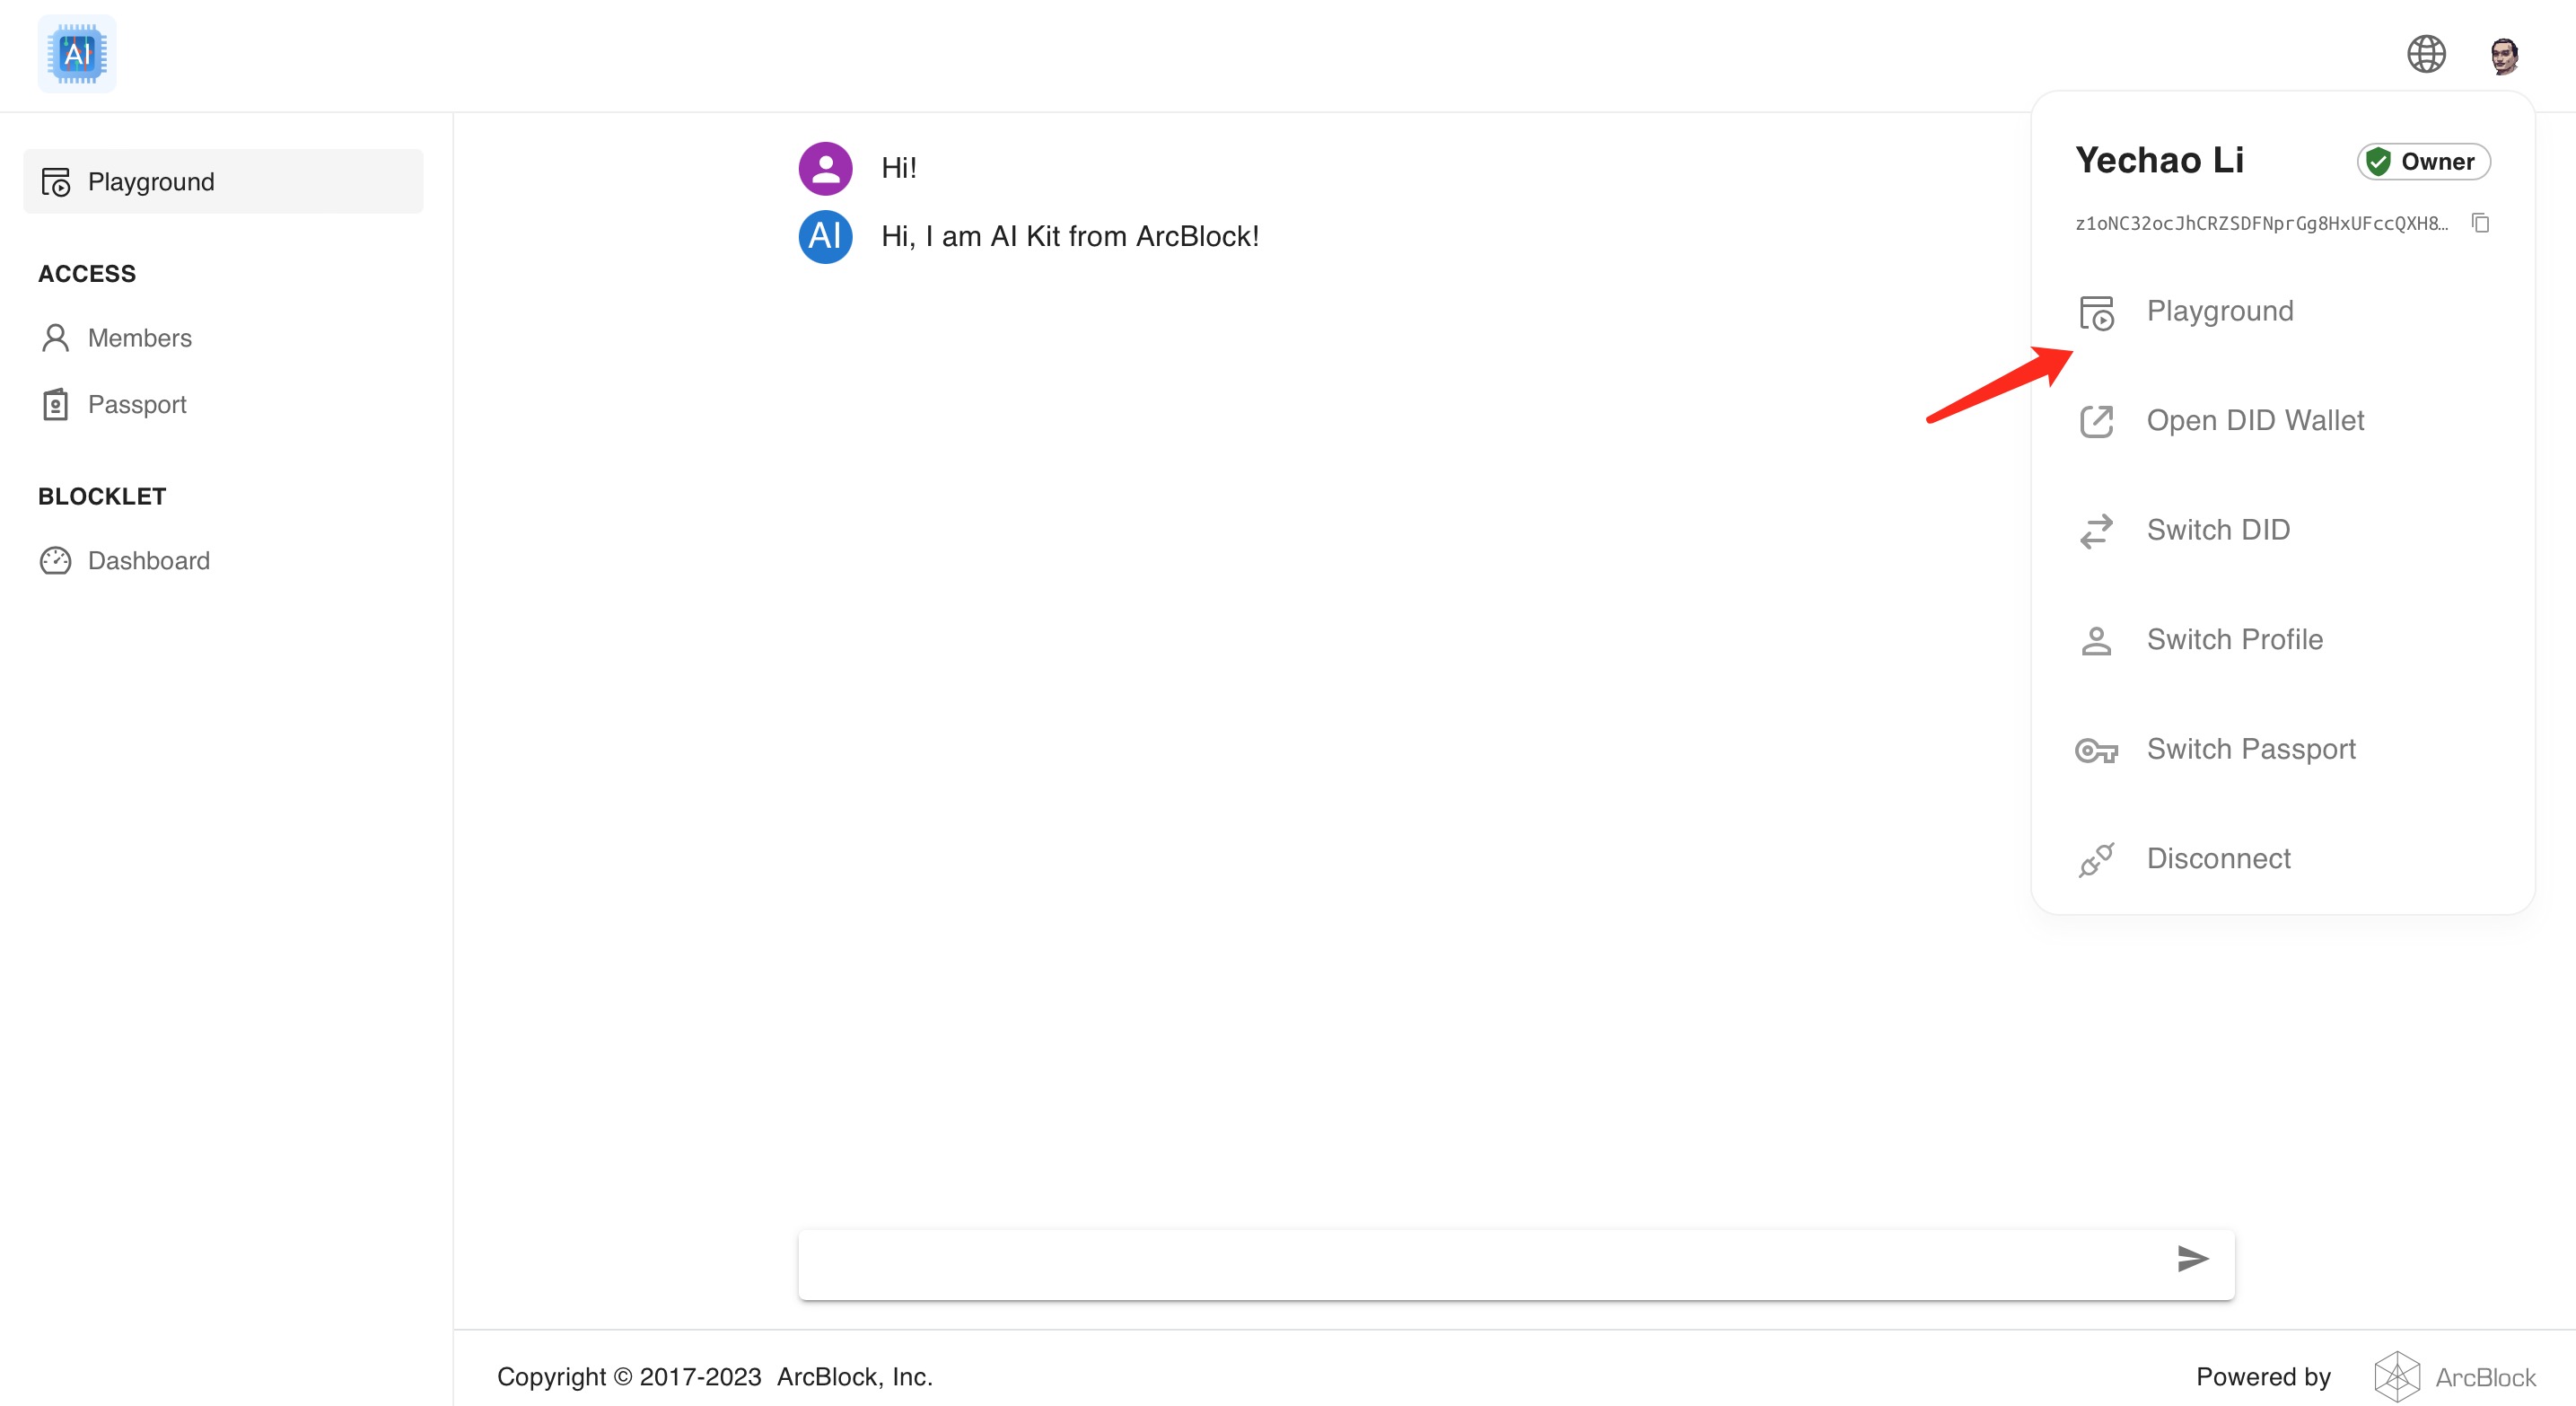 AI
Playground
ACCESS
Members
Passport
BLOCKLET
Dashboard
Hi!
AI
Hi, I am AI Kit from ArcBlock!
Yechao Li
Owner
z1oNC32ocJhCRZSDFNprGg8HxUFccQXH8…
Playground
Open DID Wallet
Switch DID
Switch Profile
Switch Passport
Disconnect
Copyright © 2017-2023 ArcBlock, Inc.
Powered by
ArcBlock